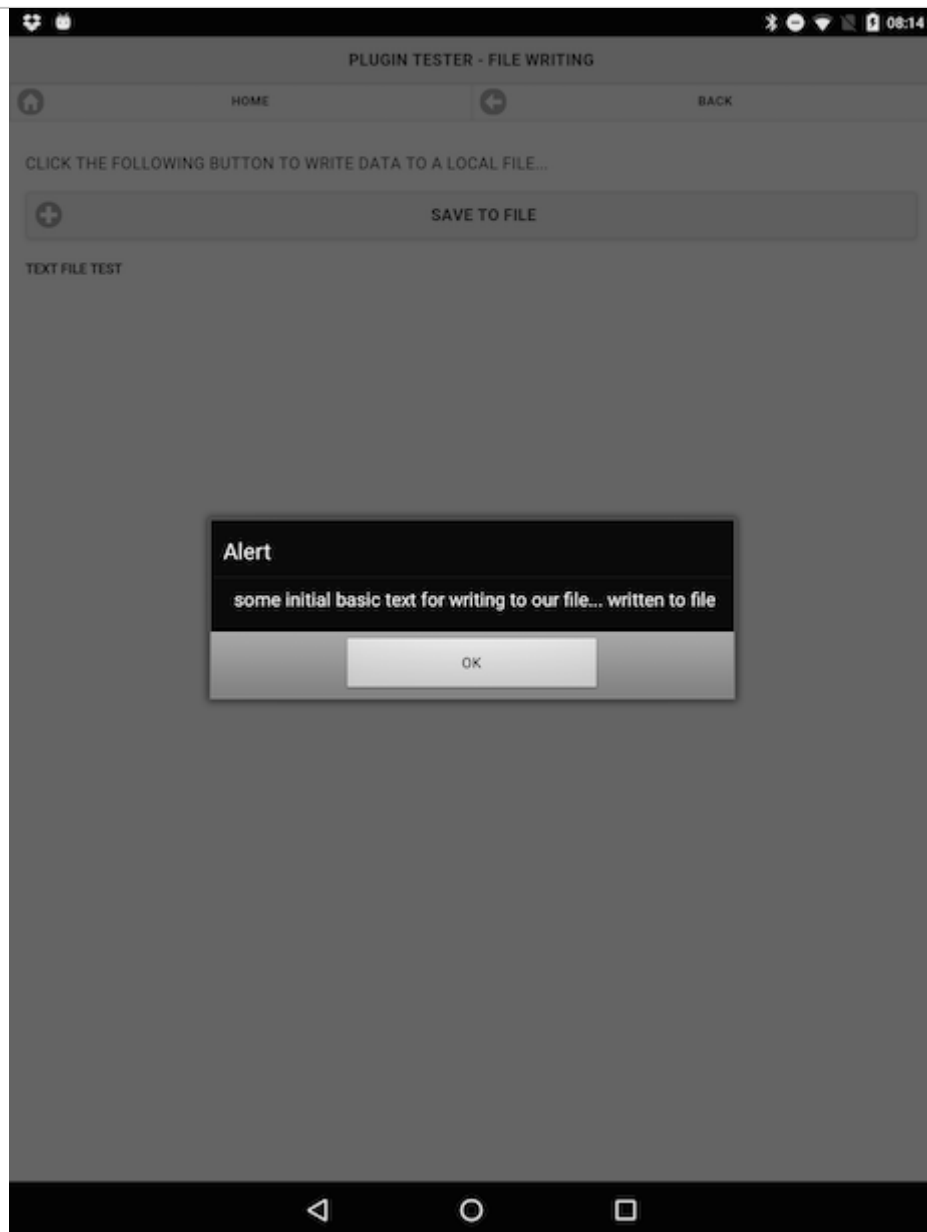 08:14
PLUGIN TESTER - FILE WRITING
HOME
BACK
CLICK THE FOLLOWING BUTTON TO WRITE DATA TO A LOCAL FILE...
SAVE TO FILE
TEXT FILE TEST
Alert
some initial basic text for writing to our file... written to file
OK